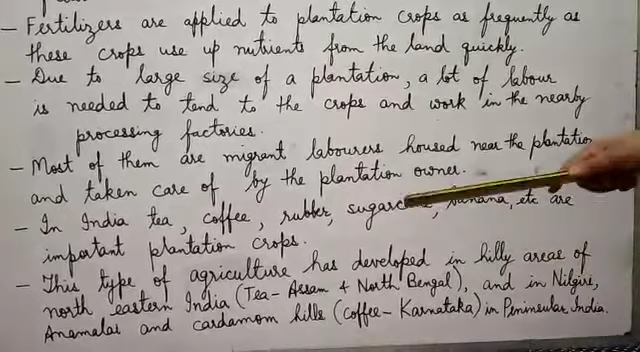 – Fertilizers are applied to plantation crops as frequently as
these crops use up nutrients from the land quickly.
– Due to large size of a plantation, a lot of labour
is needed to tend to the crops and work in the nearby
processing factories.
– Most of them are migrant labourers housed near the plantation
and taken care of by the plantation owner.
– In India tea, coffee, rubber, sugarcane, banana, etc are
important plantation crops.
– This type of agriculture has developed in hilly areas of
north eastern India (Tea – Assam & North Bengal), and in Nilgiri,
Anamalai and cardamom hills (coffee – Karnataka) in Peninsular India.